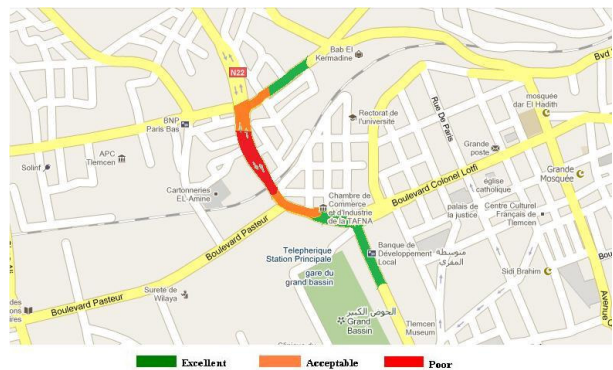 Bab El
Kermadine
Bvd
N22
BNP
Paris Bas
Rectorat de
l'université
Rue De Paris
mosquée
dar El Hadith
Grande
poste
Grande
Mosquée
APC
Tlemcen
Solinf
Cartonneries
EL-Amine
Chambre de
Commerce
et d'Industrie
de la TAFNA
Boulevard Colonel Lotfi
église
catholique
palais de
la justice
Centre Culturel
Français de
Tlemcen
Boulevard Pasteur
Telepherique
Station Principale
gare du
grand bassin
Banque de
Développement
Local
متوسطة
المقري
Sidi Brahim
Boulevard Pasteur
Sureté de
Wilaya
الحوض الكبير
Grand
Bassin
Tlemcen
Museum
Avenue
Excellent
Acceptable
Poor